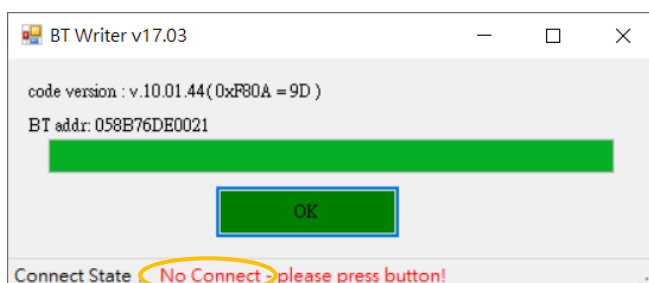 BT Writer v17.03
code version : v.10.01.44( 0xF80A = 9D )
BT addr: 058B76DE0021
OK
Connect State No Connect - please press button!